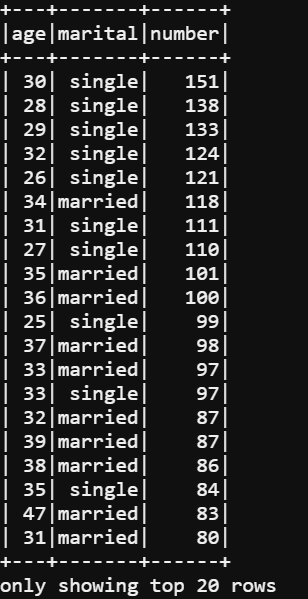 +---+-------+------+
|age|marital|number|
+---+-------+------+
| 30| single|   151|
| 28| single|   138|
| 29| single|   133|
| 32| single|   124|
| 26| single|   121|
| 34|married|   118|
| 31| single|   111|
| 27| single|   110|
| 35|married|   101|
| 36|married|   100|
| 25| single|    99|
| 37|married|    98|
| 33|married|    97|
| 33| single|    97|
| 32|married|    87|
| 39|married|    87|
| 38|married|    86|
| 35| single|    84|
| 47|married|    83|
| 31|married|    80|
+---+-------+------+
only showing top 20 rows